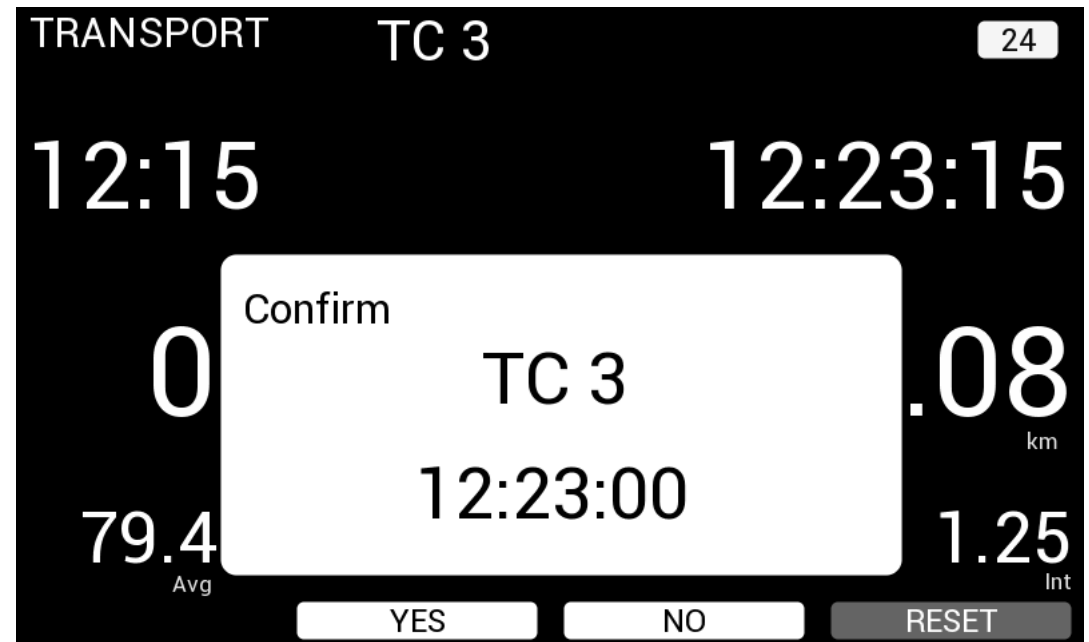 TRANSPORT TC 3 24
12:15 12:23:15
Confirm
TC 3
12:23:00
0 .08
km
79.4 1.25
Avg Int
YES NO RESET